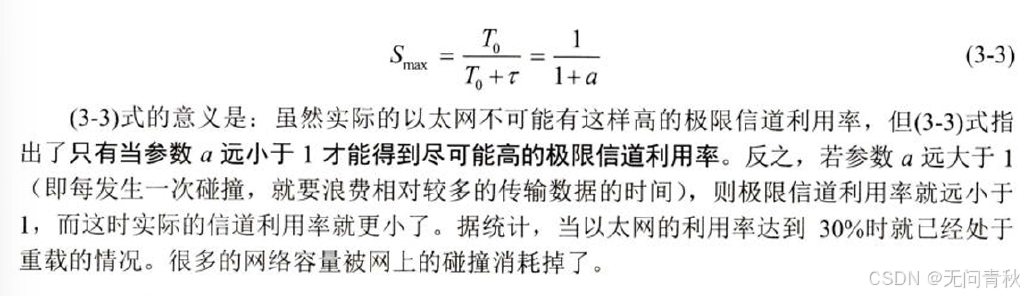 S_max = T_0 / (T_0 + τ) = 1 / (1 + a) (3-3)
(3-3)式的意义是：虽然实际的以太网不可能有这样高的极限信道利用率，但(3-3)式指
出了只有当参数 a 远小于 1 才能得到尽可能高的极限信道利用率。反之，若参数 a 远大于 1
（即每发生一次碰撞，就要浪费相对较多的传输数据的时间），则极限信道利用率就远小于
1，而这时实际的信道利用率就更小了。据统计，当以太网的利用率达到 30%时就已经处于
重载的情况。很多的网络容量被网上的碰撞消耗掉了。
CSDN @无问青秋